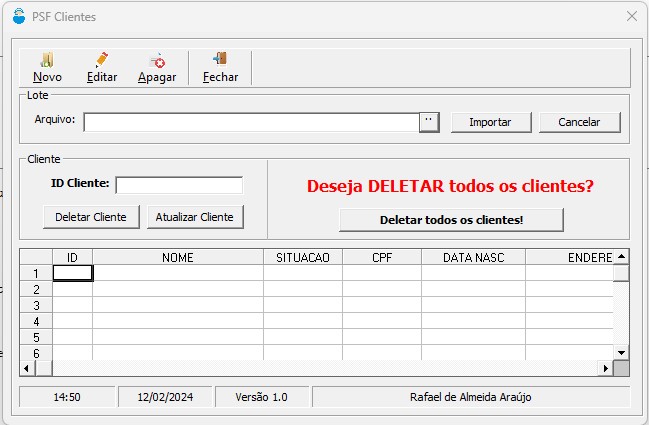 PSF Clientes
Novo Editar Apagar Fechar
Lote
Arquivo: .. Importar Cancelar
Cliente
ID Cliente:
Deletar Cliente Atualizar Cliente
Deseja DELETAR todos os clientes?
Deletar todos os clientes!
ID NOME SITUACAO CPF DATA NASC ENDERE
1
2
3
4
5
6
14:50 12/02/2024 Versão 1.0 Rafael de Almeida Araújo